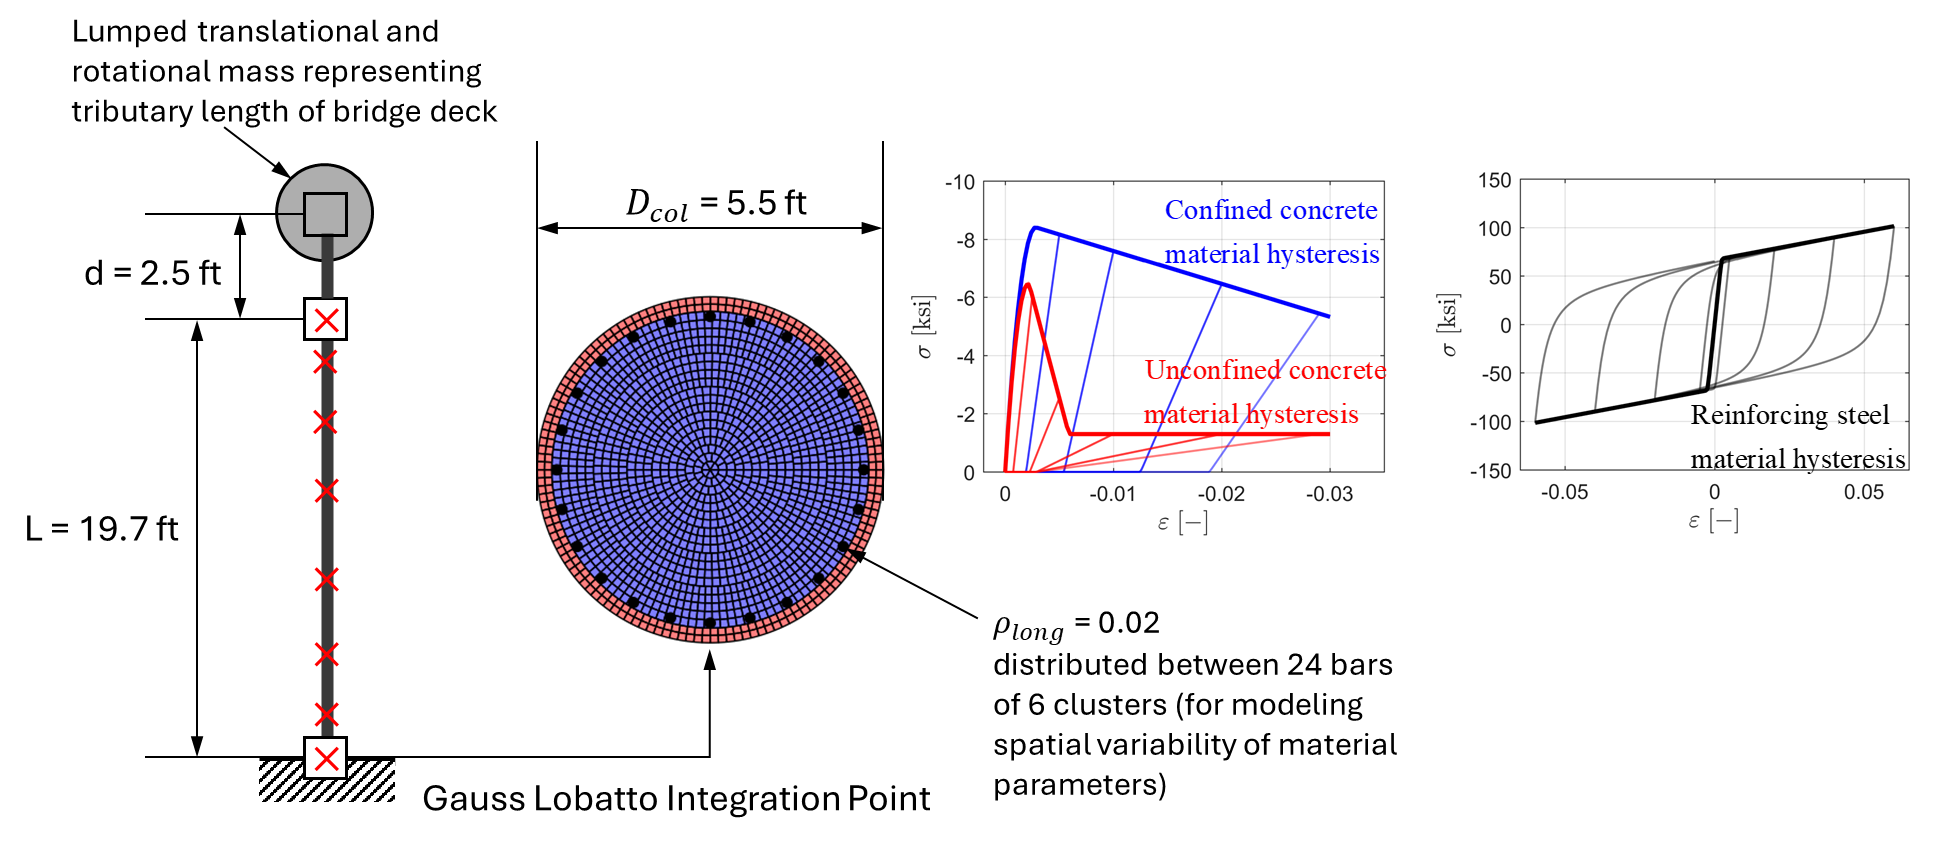 Lumped translational and
rotational mass representing
tributary length of bridge deck
d = 2.5 ft
L = 19.7 ft
D_col = 5.5 ft
Gauss Lobatto Integration Point
ρ_long = 0.02
distributed between 24 bars
of 6 clusters (for modeling
spatial variability of material
parameters)
-10
-8
-6
-4
-2
0
σ [ksi]
Confined concrete
material hysteresis
Unconfined concrete
material hysteresis
0 -0.01 -0.02 -0.03
ε [−]
150
100
50
0
-50
-100
-150
σ [ksi]
Reinforcing steel
material hysteresis
-0.05 0 0.05
ε [−]